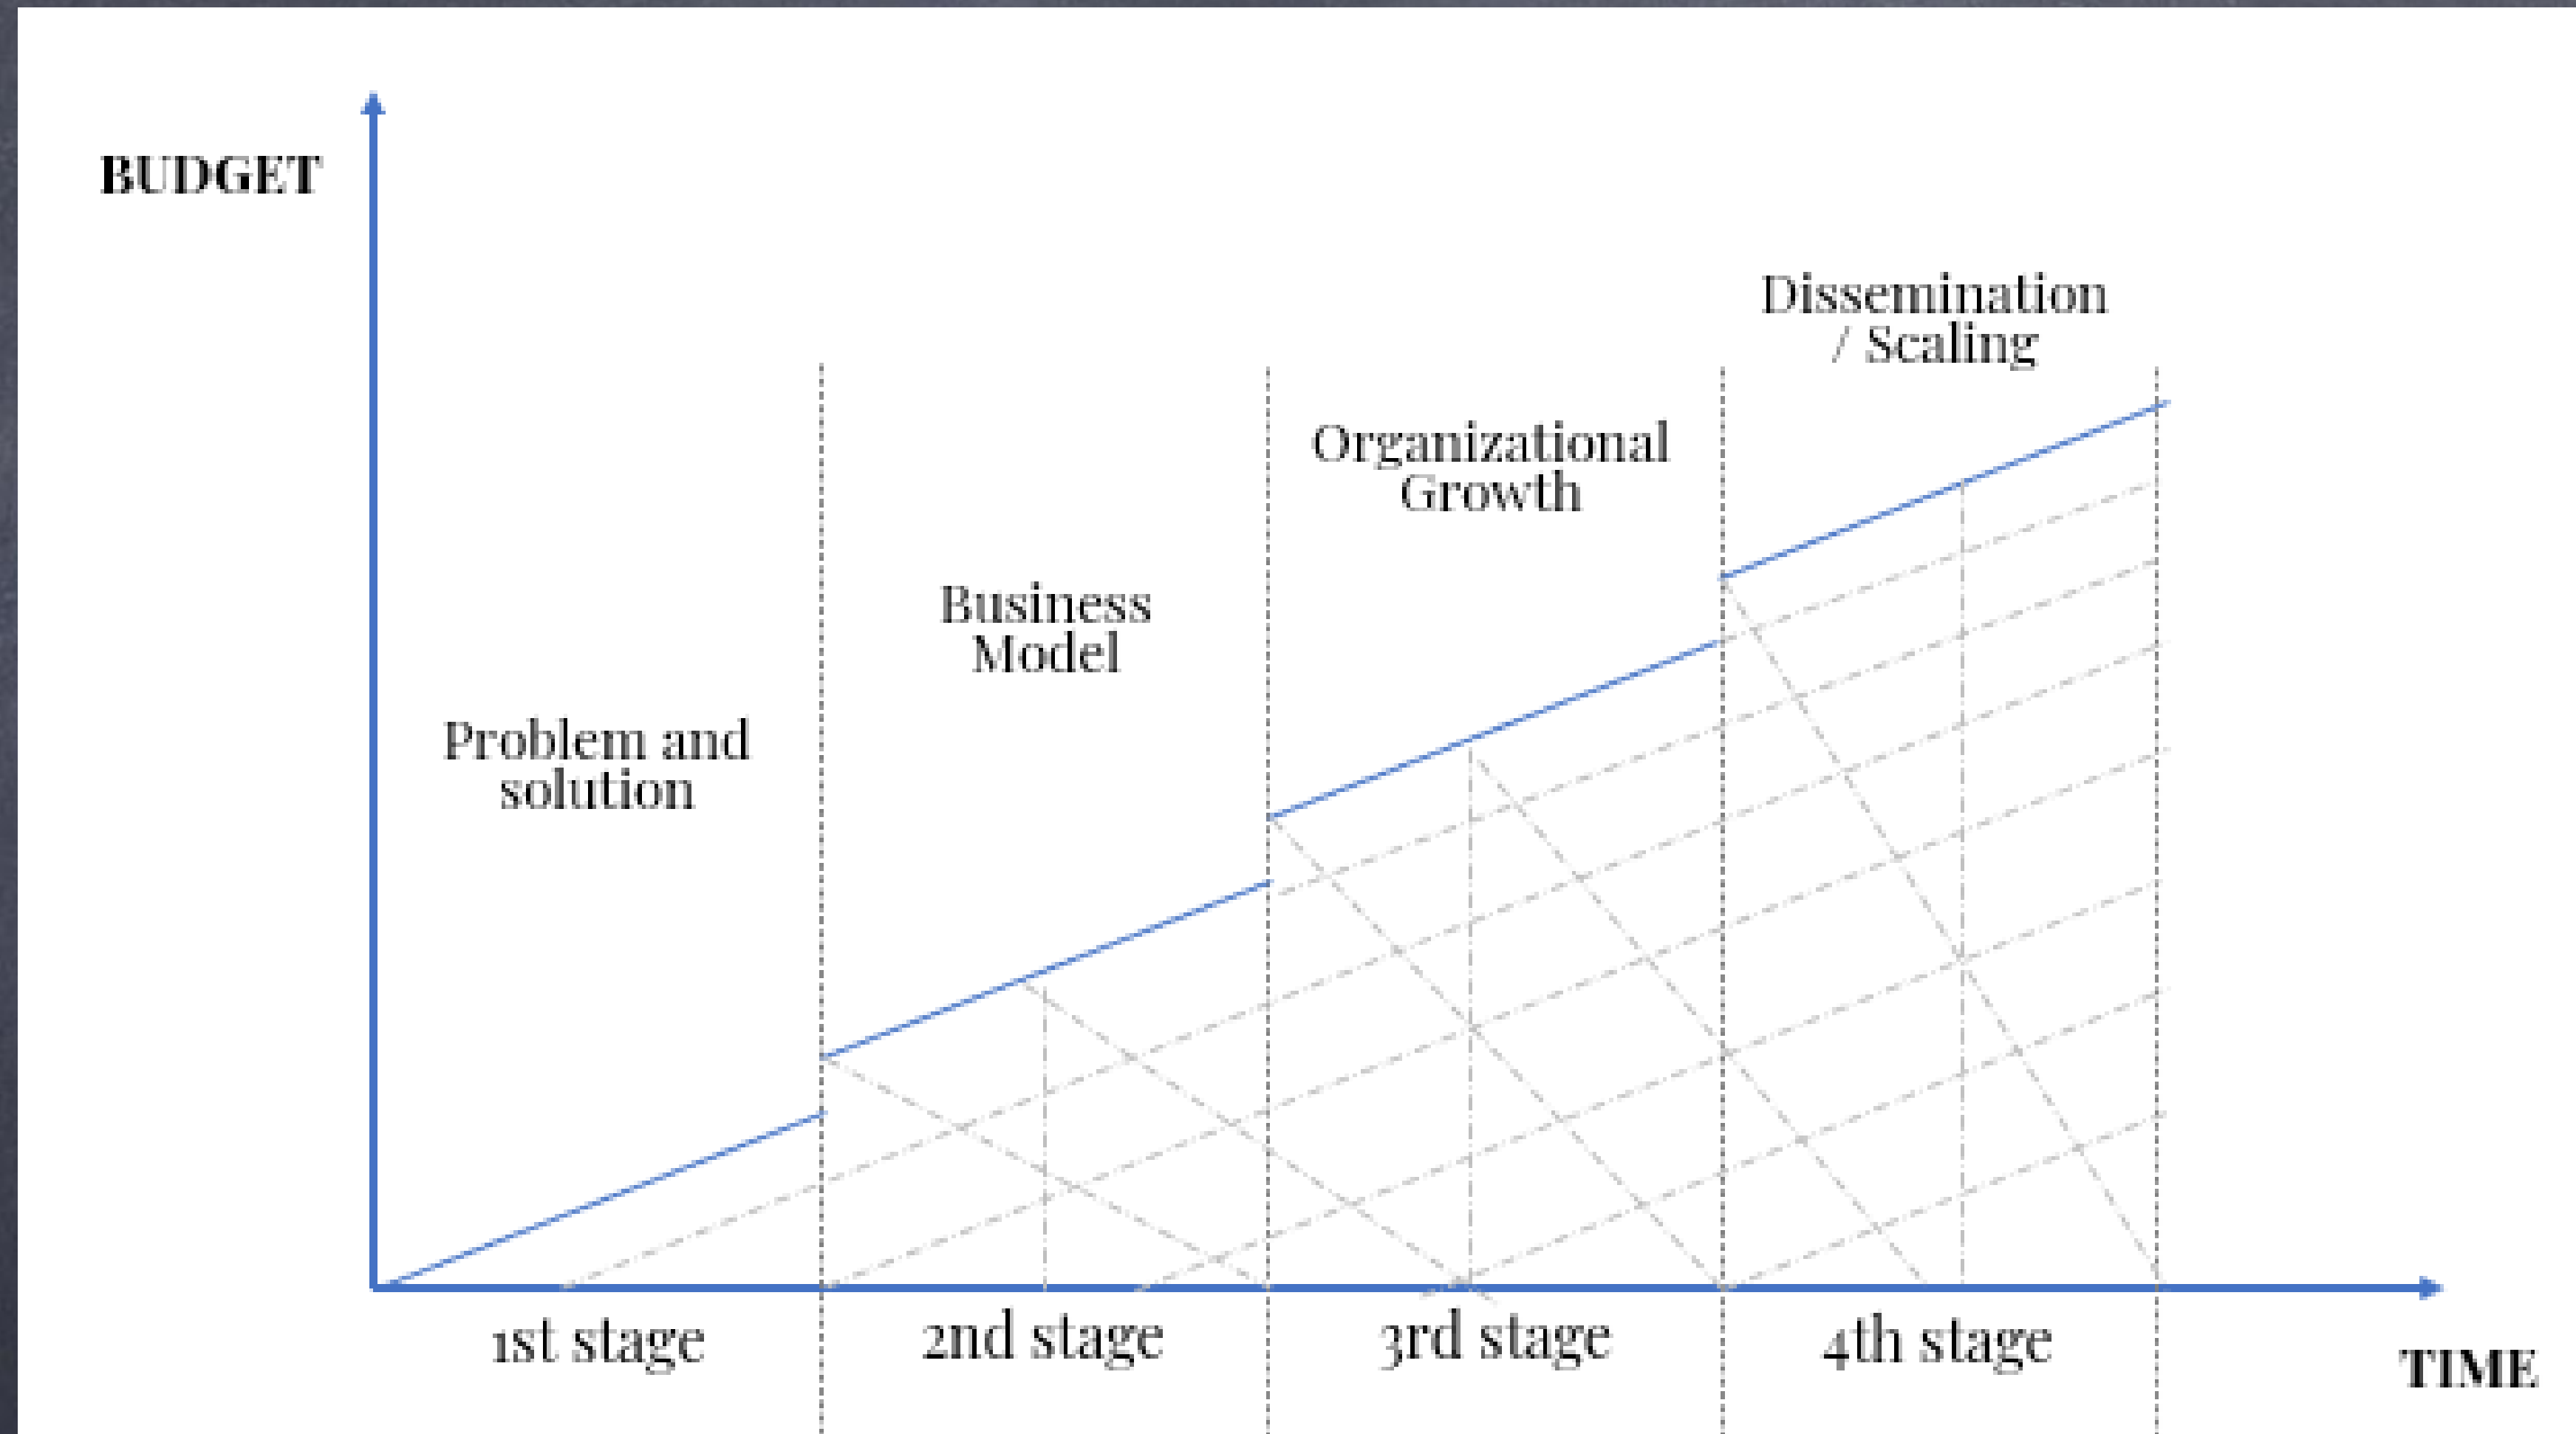 BUDGET
Dissemination
/ Scaling
Organizational
Growth
Business
Model
Problem and
solution
1st stage
2nd stage
3rd stage
4th stage
TIME